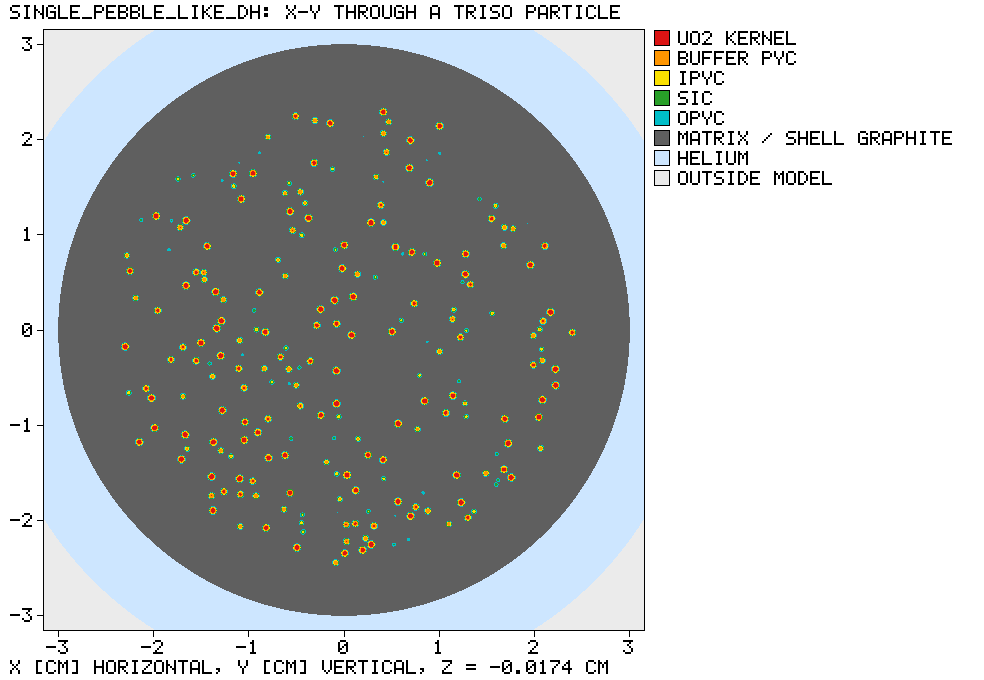 SINGLE_PEBBLE_LIKE_DH: X-Y THROUGH A TRISO PARTICLE
UO2 KERNEL
BUFFER PYC
IPYC
SIC
OPYC
MATRIX / SHELL GRAPHITE
HELIUM
OUTSIDE MODEL
3
2
1
0
-1
-2
-3
-3 -2 -1 0 1 2 3
X [CM] HORIZONTAL, Y [CM] VERTICAL, Z = -0.0174 CM